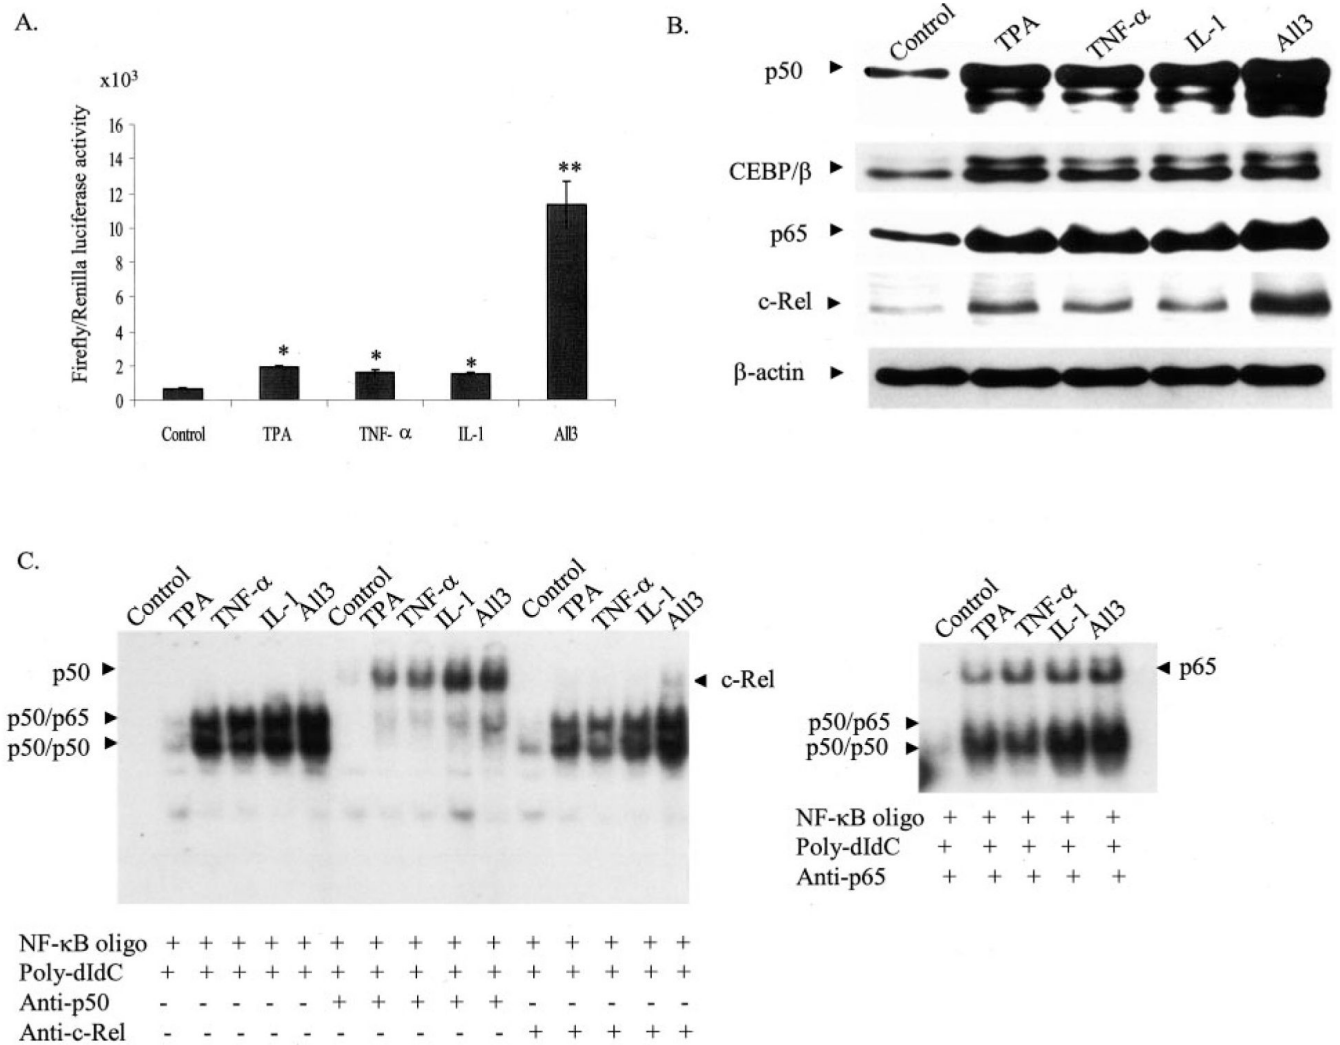 A.
x10³
Firefly/Renilla luciferase activity
16
14
12
10
8
6
4
2
0
*
*
*
**
Control TPA TNF- α IL-1 All3
B.
Control TPA TNF-α IL-1 All3
p50
CEBP/β
p65
c-Rel
β-actin
C.
Control TPA TNF-α IL-1 All3 Control TPA TNF-α IL-1 All3 Control TPA TNF-α IL-1 All3
p50
c-Rel
p50/p65
p50/p50
NF-κB oligo + + + + + + + + + + + + + + +
Poly-dIdC + + + + + + + + + + + + + + +
Anti-p50 - - - - - + + + + + - - - - -
Anti-c-Rel - - - - - - - - - - + + + + +
Control TPA TNF-α IL-1 All3
p65
p50/p65
p50/p50
NF-κB oligo + + + + +
Poly-dIdC + + + + +
Anti-p65 + + + + +